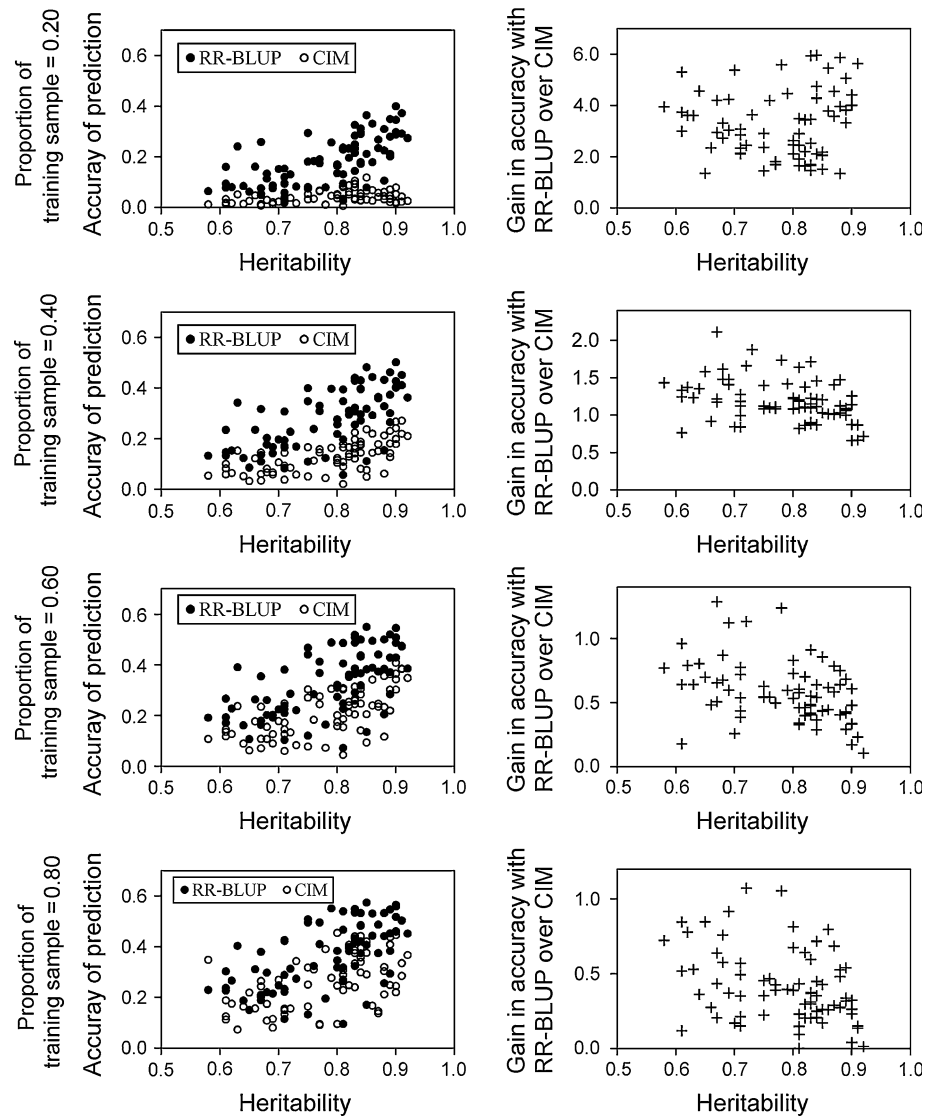 Proportion of
training sample = 0.20
Accuray of prediction
0.6
0.4
0.2
0.0
RR-BLUP CIM
0.5 0.6 0.7 0.8 0.9 1.0
Heritability
Gain in accuracy with
RR-BLUP over CIM
6.0
4.0
2.0
0.0
0.5 0.6 0.7 0.8 0.9 1.0
Heritability
Proportion of
training sample = 0.40
Accuray of prediction
0.6
0.4
0.2
0.0
RR-BLUP CIM
0.5 0.6 0.7 0.8 0.9 1.0
Heritability
Gain in accuracy with
RR-BLUP over CIM
2.0
1.5
1.0
0.5
0.0
0.5 0.6 0.7 0.8 0.9 1.0
Heritability
Proportion of
training sample = 0.60
Accuray of prediction
0.6
0.4
0.2
0.0
RR-BLUP CIM
0.5 0.6 0.7 0.8 0.9 1.0
Heritability
Gain in accuracy with
RR-BLUP over CIM
1.0
0.5
0.0
0.5 0.6 0.7 0.8 0.9 1.0
Heritability
Proportion of
training sample = 0.80
Accuray of prediction
0.6
0.4
0.2
0.0
RR-BLUP CIM
0.5 0.6 0.7 0.8 0.9 1.0
Heritability
Gain in accuracy with
RR-BLUP over CIM
1.0
0.5
0.0
0.5 0.6 0.7 0.8 0.9 1.0
Heritability